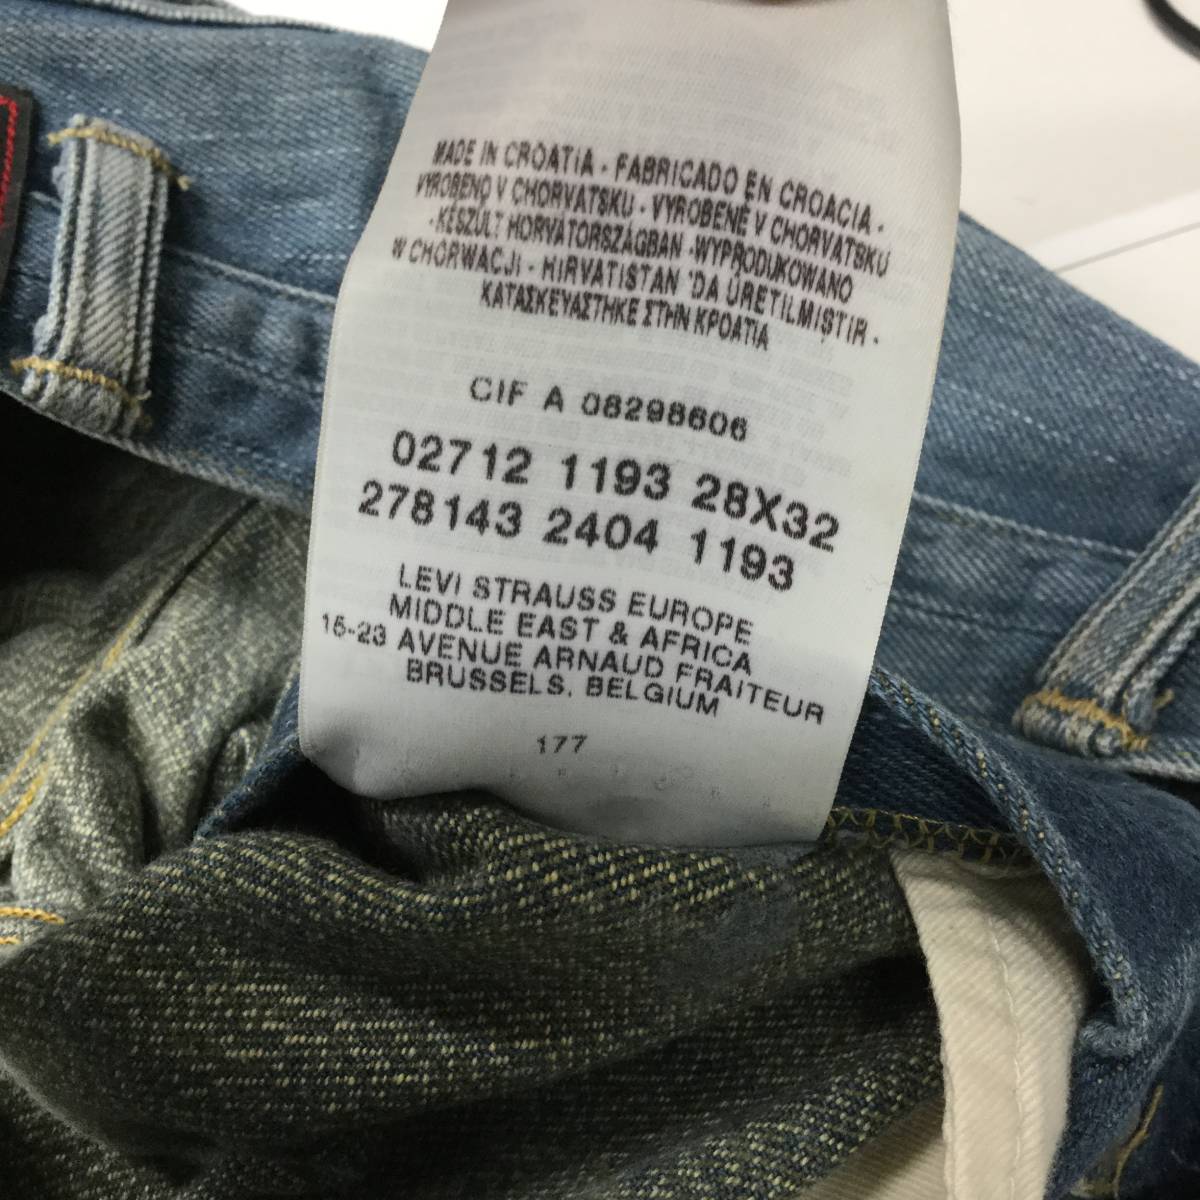 MADE IN CROATIA - FABRICADO EN CROACIA -
VYROBENO V CHORVATSKU - VYROBENÉ V CHORVATSKU
- KÉSZÜLT HORVÁTORSZÁGBAN -WYPRODUKOWANO
W CHORWACJI - HIRVATISTAN 'DA ÜRETILMIŞTIR -
ΚΑΤΑΣΚΕΥΑΣΤΗΚΕ ΣΤΗΝ ΚΡΟΑΤΙΑ
CIF A 08298606
02712 1193 28X32
278143 2404 1193
LEVI STRAUSS EUROPE
MIDDLE EAST & AFRICA
15-23 AVENUE ARNAUD FRAITEUR
BRUSSELS. BELGIUM
177